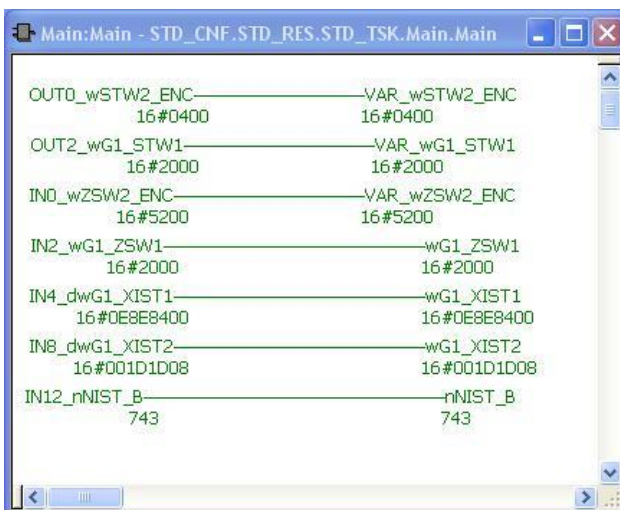 Main:Main - STD_CNF.STD_RES.STD_TSK.Main.Main
OUT0_wSTW2_ENC VAR_wSTW2_ENC
16#0400 16#0400
OUT2_wG1_STW1 VAR_wG1_STW1
16#2000 16#2000
IN0_wZSW2_ENC VAR_wZSW2_ENC
16#5200 16#5200
IN2_wG1_ZSW1 wG1_ZSW1
16#2000 16#2000
IN4_dwG1_XIST1 wG1_XIST1
16#0E8E8400 16#0E8E8400
IN8_dwG1_XIST2 wG1_XIST2
16#001D1D08 16#001D1D08
IN12_nNIST_B nNIST_B
743 743